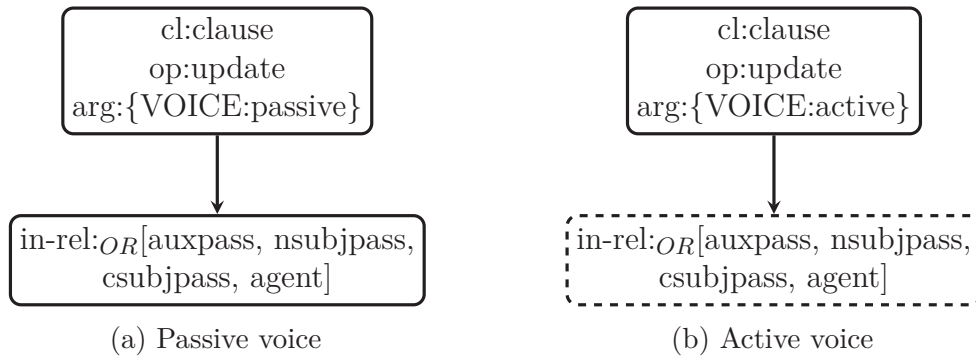 cl:clause
op:update
arg:{VOICE:passive}
in-rel:OR[auxpass, nsubjpass,
csubjpass, agent]
(a) Passive voice
cl:clause
op:update
arg:{VOICE:active}
in-rel:OR[auxpass, nsubjpass,
csubjpass, agent]
(b) Active voice